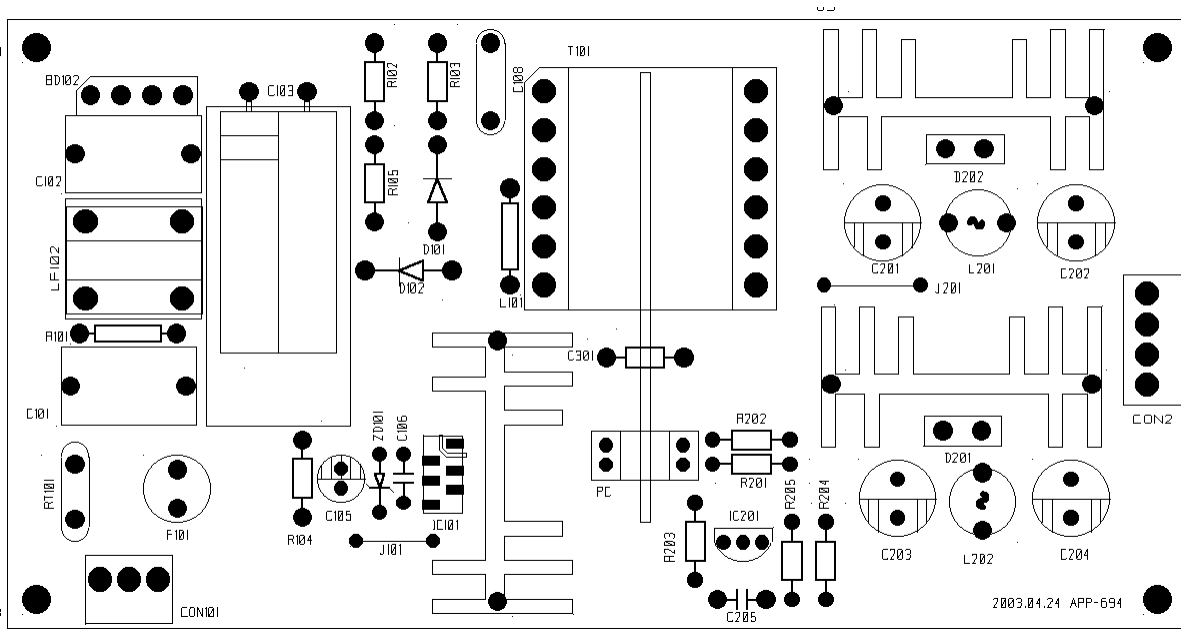 T101
BD102
C103
R102
R103
C108
C102
R105
D202
LF102
D101
D102
L101
C201
L201
C202
J201
R101
C301
C101
CON2
R202
ZD101
C106
D201
R201
RT101
PC
R205
R204
C105
IC101
IC201
F101
R104
J101
R203
C203
L202
C204
CON101
C205
2003.04.24 APP-694